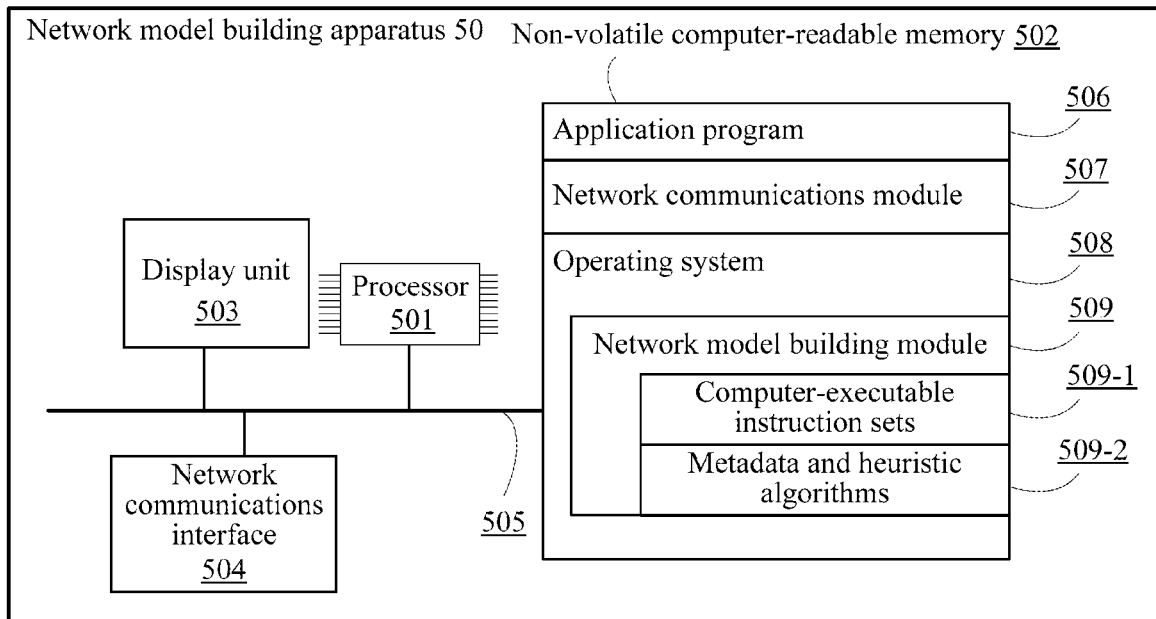 Network model building apparatus 50
Non-volatile computer-readable memory 502
Application program
506
Network communications module
507
Operating system
508
Network model building module
509
Computer-executable
instruction sets
509-1
Metadata and heuristic
algorithms
509-2
Display unit
503
Processor
501
Network
communications
interface
504
505